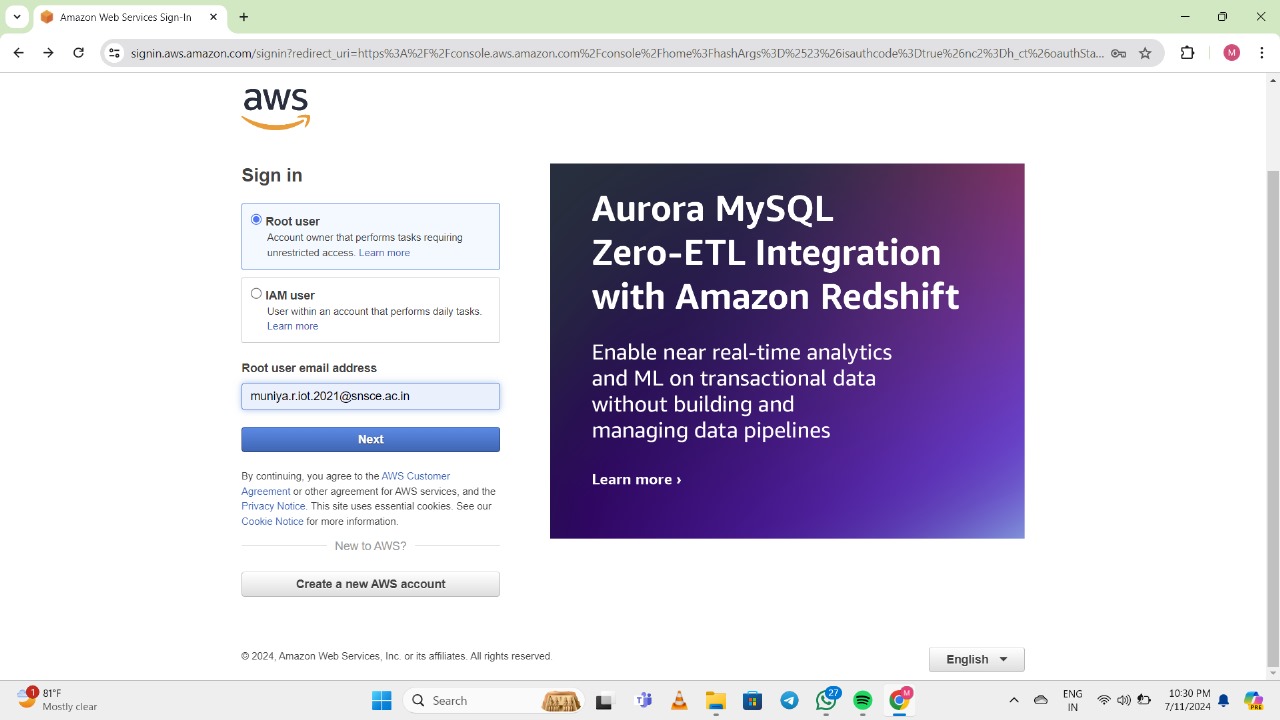 Amazon Web Services Sign-In
signin.aws.amazon.com/signin?redirect_uri=https%3A%2F%2Fconsole.aws.amazon.com%2Fconsole%2Fhome%3FhashArgs%3D%2523%26isauthcode%3Dtrue%26nc2%3Dh_ct%26oauthSta...
M
aws
Sign in
Root user
Account owner that performs tasks requiring
unrestricted access. Learn more
IAM user
User within an account that performs daily tasks.
Learn more
Root user email address
muniya.r.iot.2021@snsce.ac.in
Next
By continuing, you agree to the AWS Customer
Agreement or other agreement for AWS services, and the
Privacy Notice. This site uses essential cookies. See our
Cookie Notice for more information.
New to AWS?
Create a new AWS account
Aurora MySQL
Zero-ETL Integration
with Amazon Redshift
Enable near real-time analytics
and ML on transactional data
without building and
managing data pipelines
Learn more ›
© 2024, Amazon Web Services, Inc. or its affiliates. All rights reserved.
English
1
81°F
Mostly clear
Search
27
M
ENG
IN
10:30 PM
7/11/2024
PRE